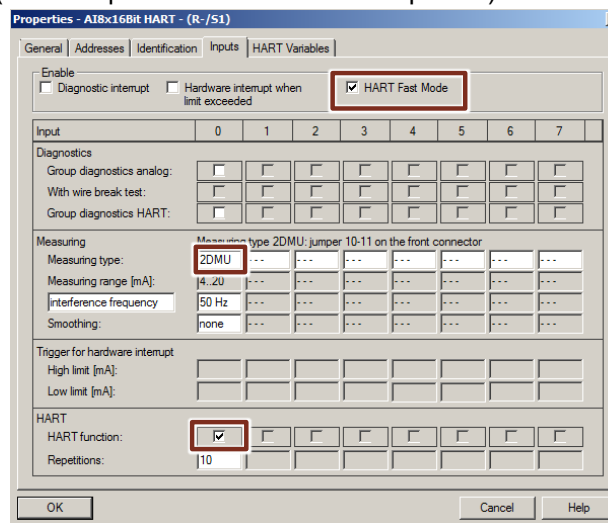 Properties - AI8x16Bit HART - (R-/S1)
General Addresses Identification Inputs HART Variables
Enable
Diagnostic interrupt Hardware interrupt when limit exceeded HART Fast Mode
Input 0 1 2 3 4 5 6 7
Diagnostics
Group diagnostics analog:
With wire break test:
Group diagnostics HART:
Measuring Measuring type 2DMU: jumper 10-11 on the front connector
Measuring type: 2DMU --- --- --- --- --- --- ---
Measuring range [mA]: 4..20 --- --- --- --- --- --- ---
interference frequency 50 Hz --- --- --- --- --- --- ---
Smoothing: none --- --- --- --- --- --- ---
Trigger for hardware interrupt
High limit [mA]:
Low limit [mA]:
HART
HART function:
Repetitions: 10
OK Cancel Help